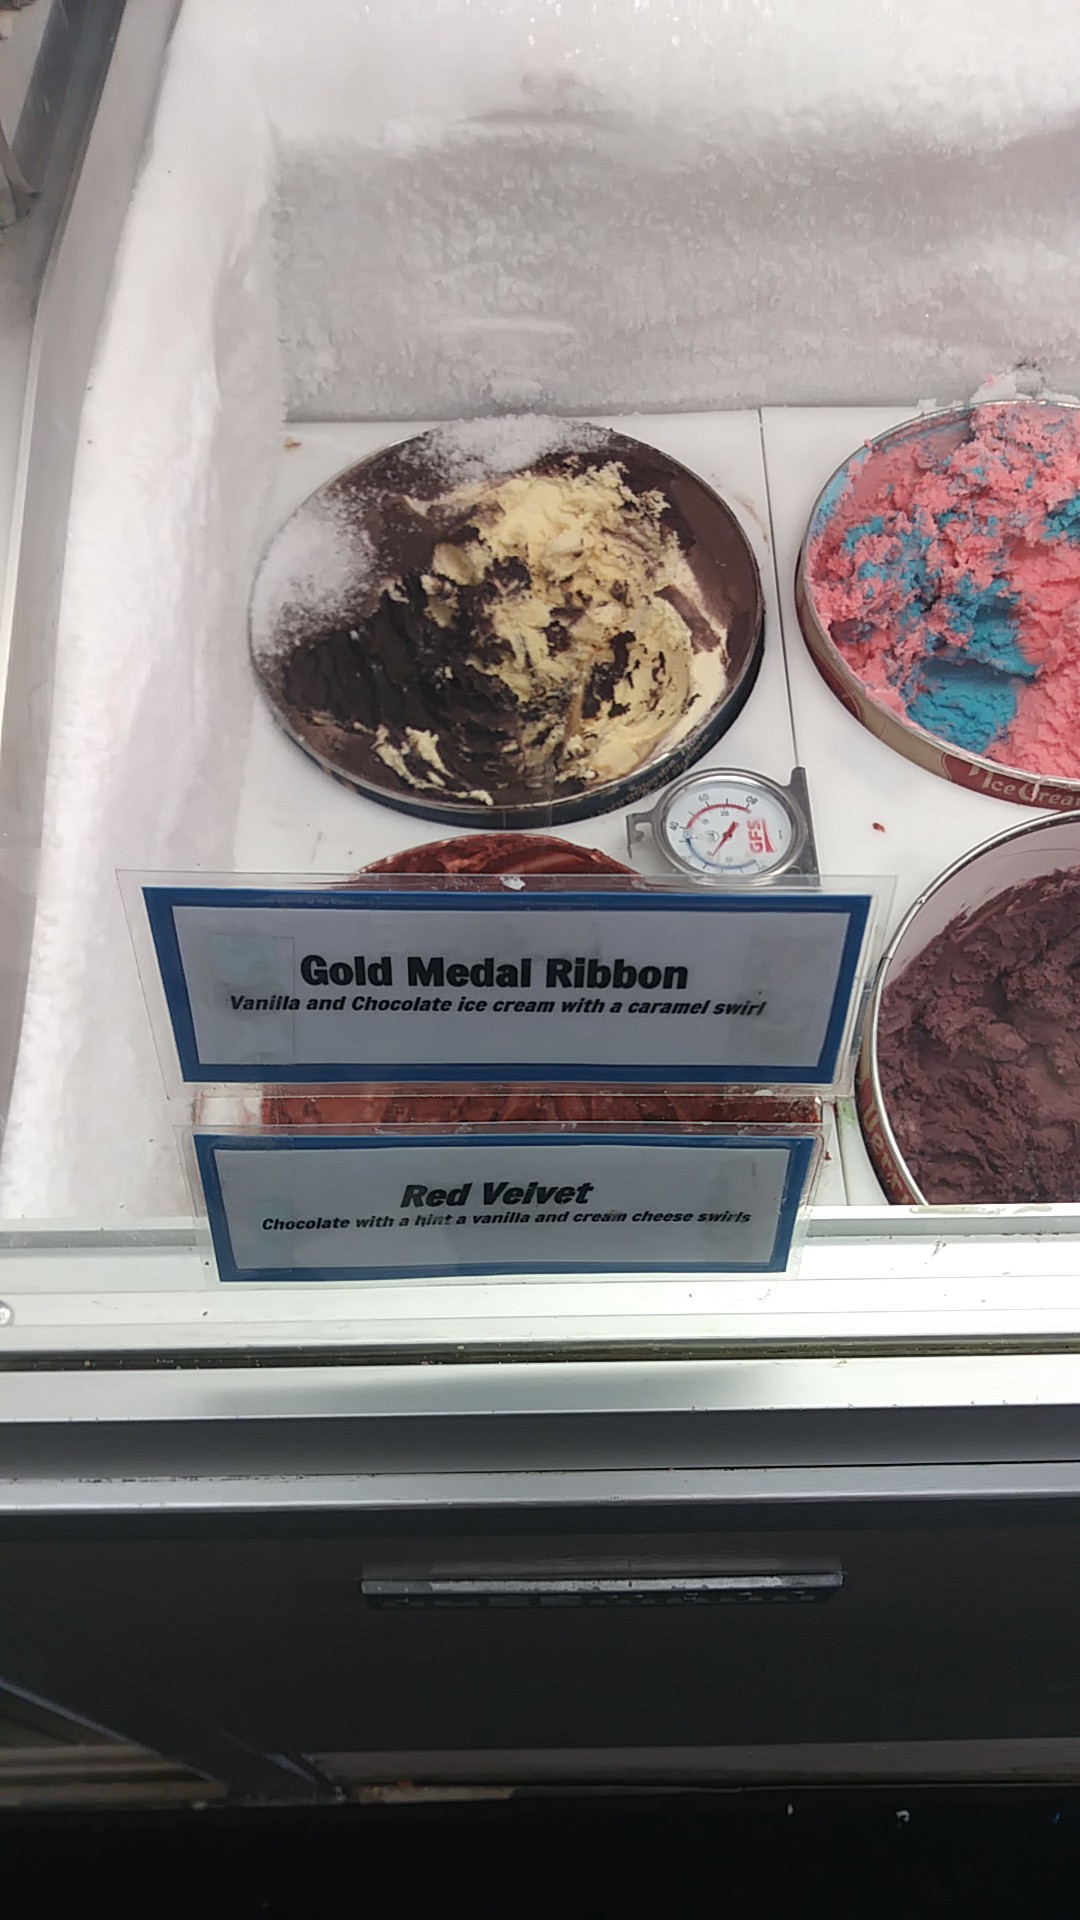 GFS
Ice Cream
Gold Medal Ribbon
Vanilla and Chocolate ice cream with a caramel swirl
Red Velvet
Chocolate with a hint a vanilla and cream cheese swirls